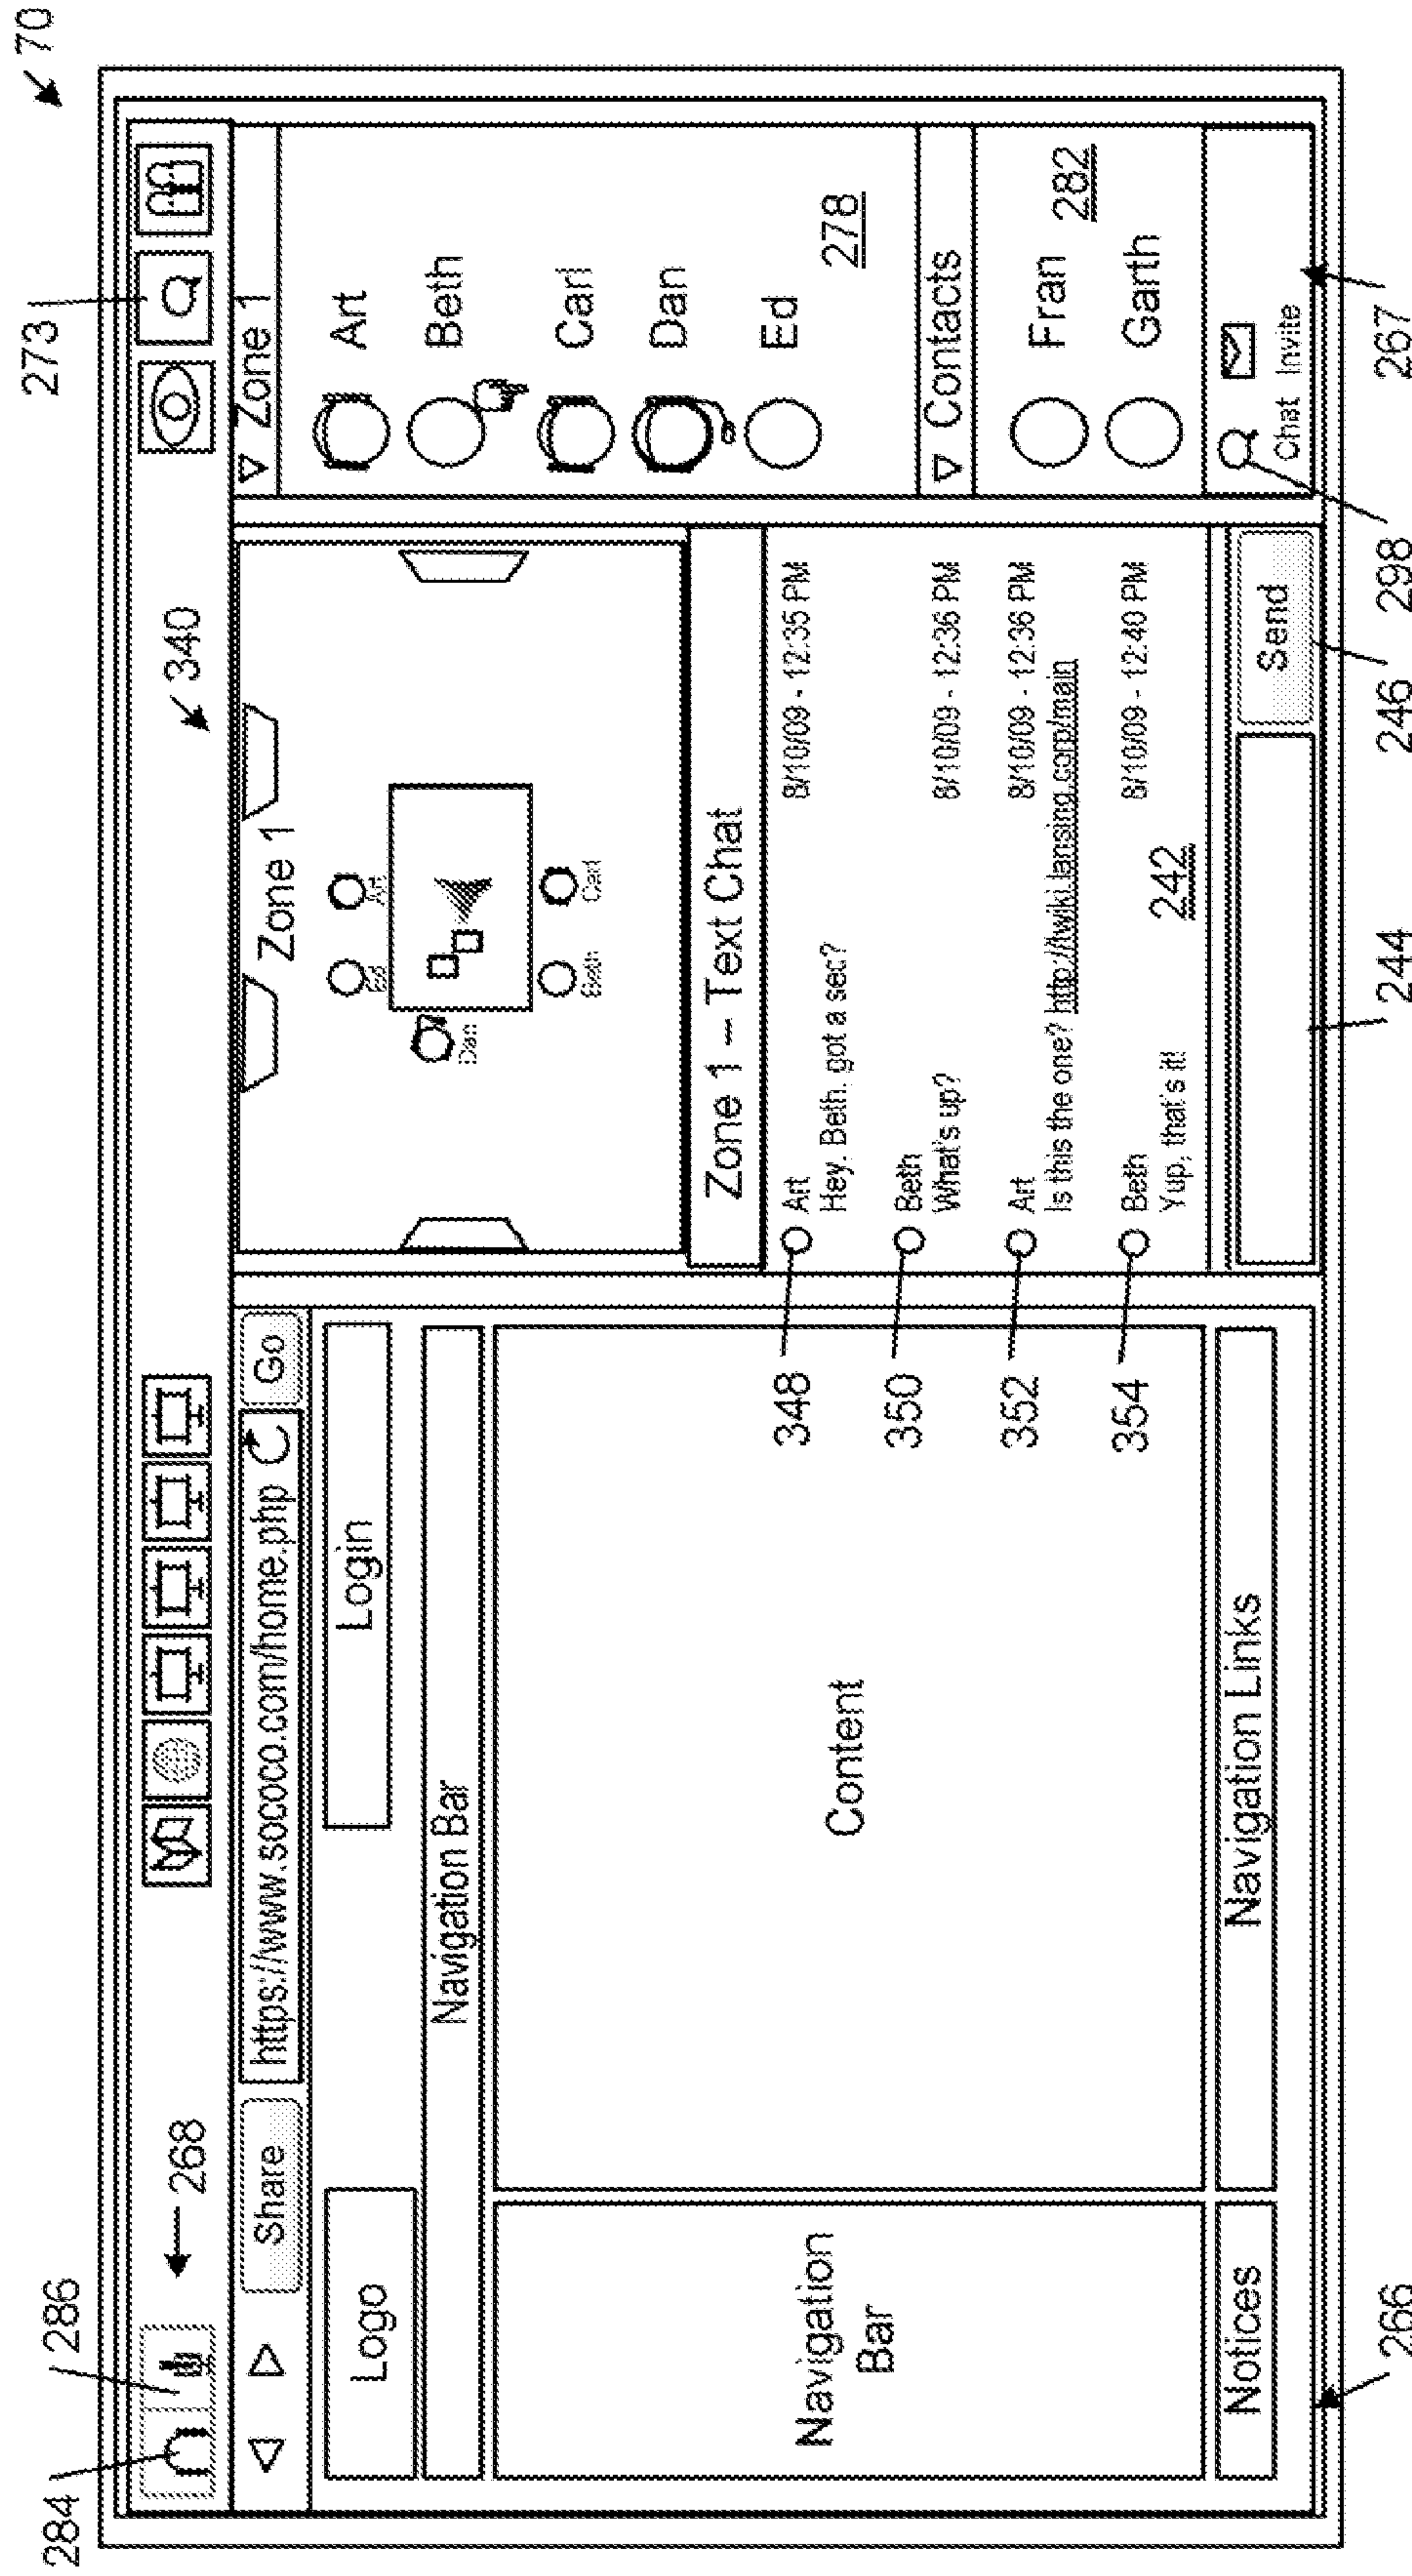 70
284
286
268
340
273
Share
https://www.sococo.com/home.php
Go
Logo
Login
Navigation Bar
Navigation
Bar
Content
Notices
Navigation Links
Zone 1
Ed
Art
Dan
Beth
Carl
Zone 1 – Text Chat
348
Art
8/10/09 - 12:35 PM
Hey, Beth. got a sec?
350
Beth
8/10/09 - 12:36 PM
What's up?
352
Art
8/10/09 - 12:36 PM
Is this the one? http://twiki.lansing.corp/main
354
Beth
8/10/09 - 12:40 PM
Yup, that's it!
242
Send
Zone 1
Art
Beth
Carl
Dan
Ed
278
Contacts
Fran
282
Garth
Chat Invite
266
244
246
298
267